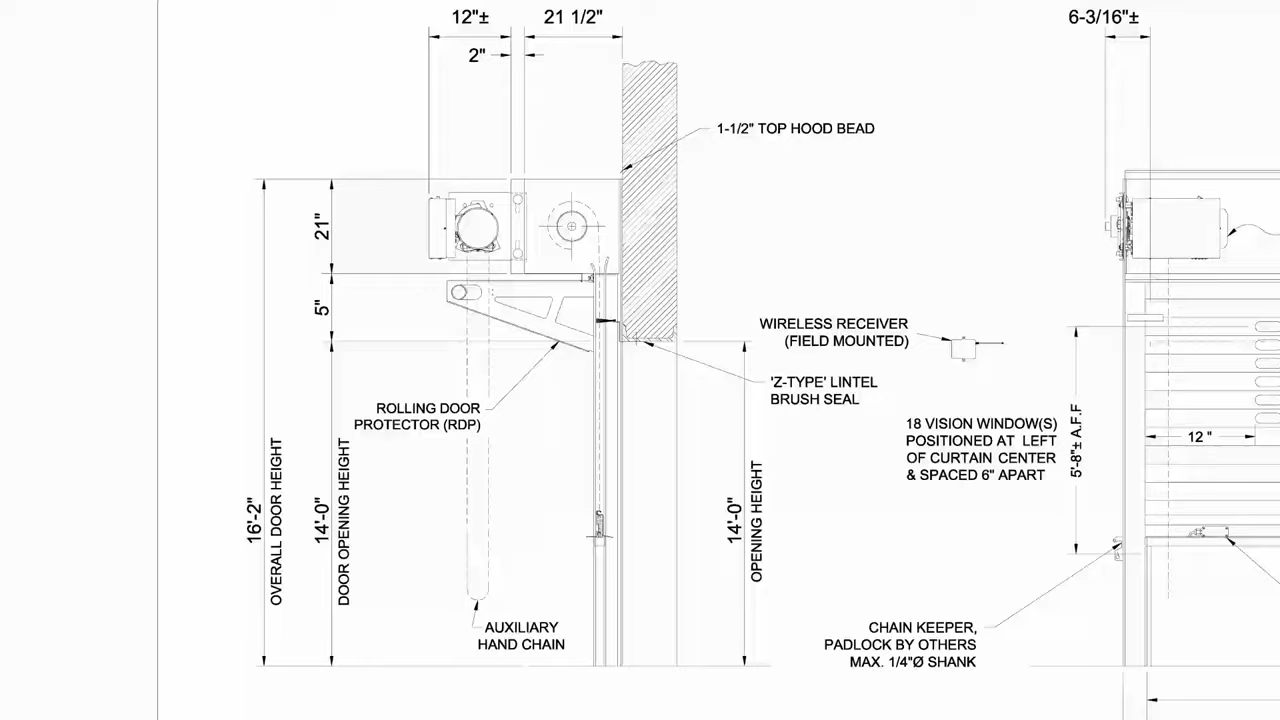 12"±
21 1/2"
6-3/16"±
2"
1-1/2" TOP HOOD BEAD
21"
5"
WIRELESS RECEIVER
(FIELD MOUNTED)
'Z-TYPE' LINTEL
BRUSH SEAL
ROLLING DOOR
PROTECTOR (RDP)
18 VISION WINDOW(S)
POSITIONED AT LEFT
OF CURTAIN CENTER
& SPACED 6" APART
5'-8"± A.F.F
12 "
16'-2"
OVERALL DOOR HEIGHT
14'-0"
DOOR OPENING HEIGHT
14'-0"
OPENING HEIGHT
AUXILIARY
HAND CHAIN
CHAIN KEEPER,
PADLOCK BY OTHERS
MAX. 1/4"Ø SHANK